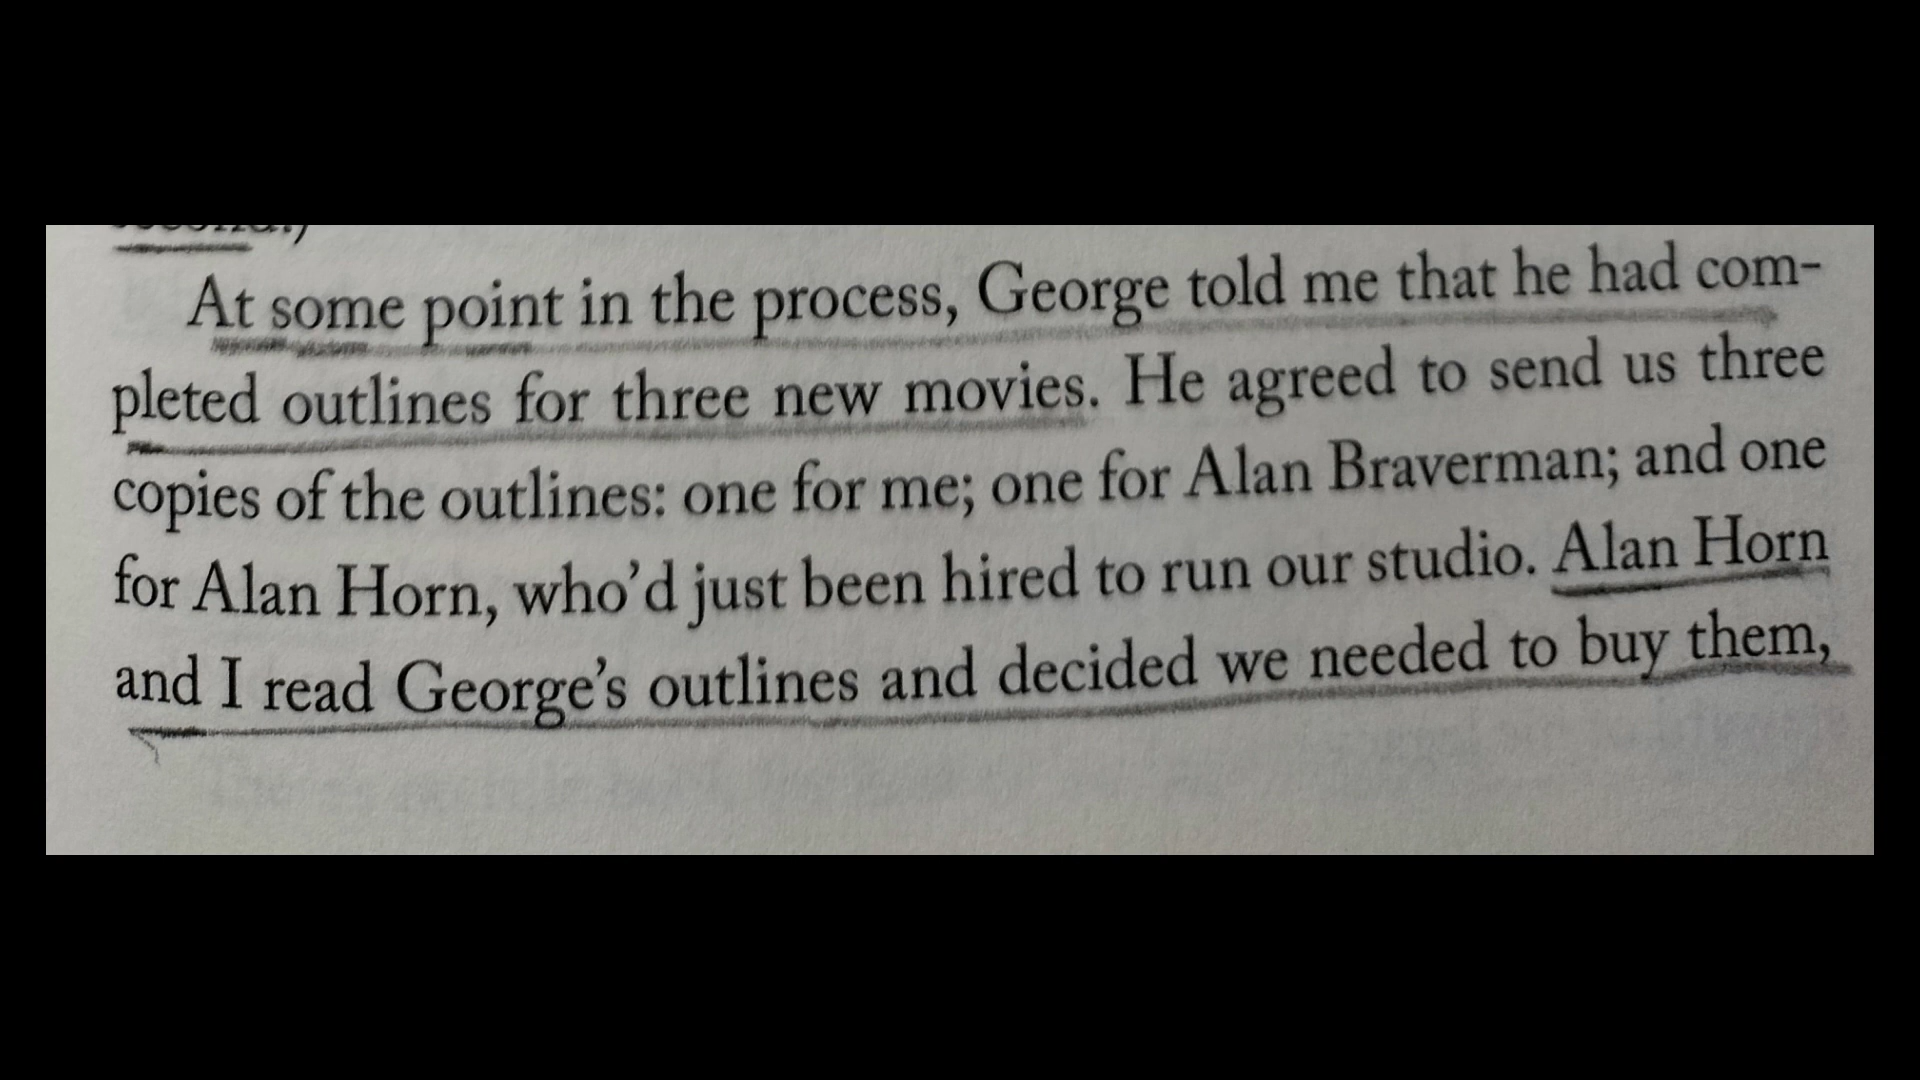 At some point in the process, George told me that he had com-
pleted outlines for three new movies. He agreed to send us three
copies of the outlines: one for me; one for Alan Braverman; and one
for Alan Horn, who’d just been hired to run our studio. Alan Horn
and I read George’s outlines and decided we needed to buy them,